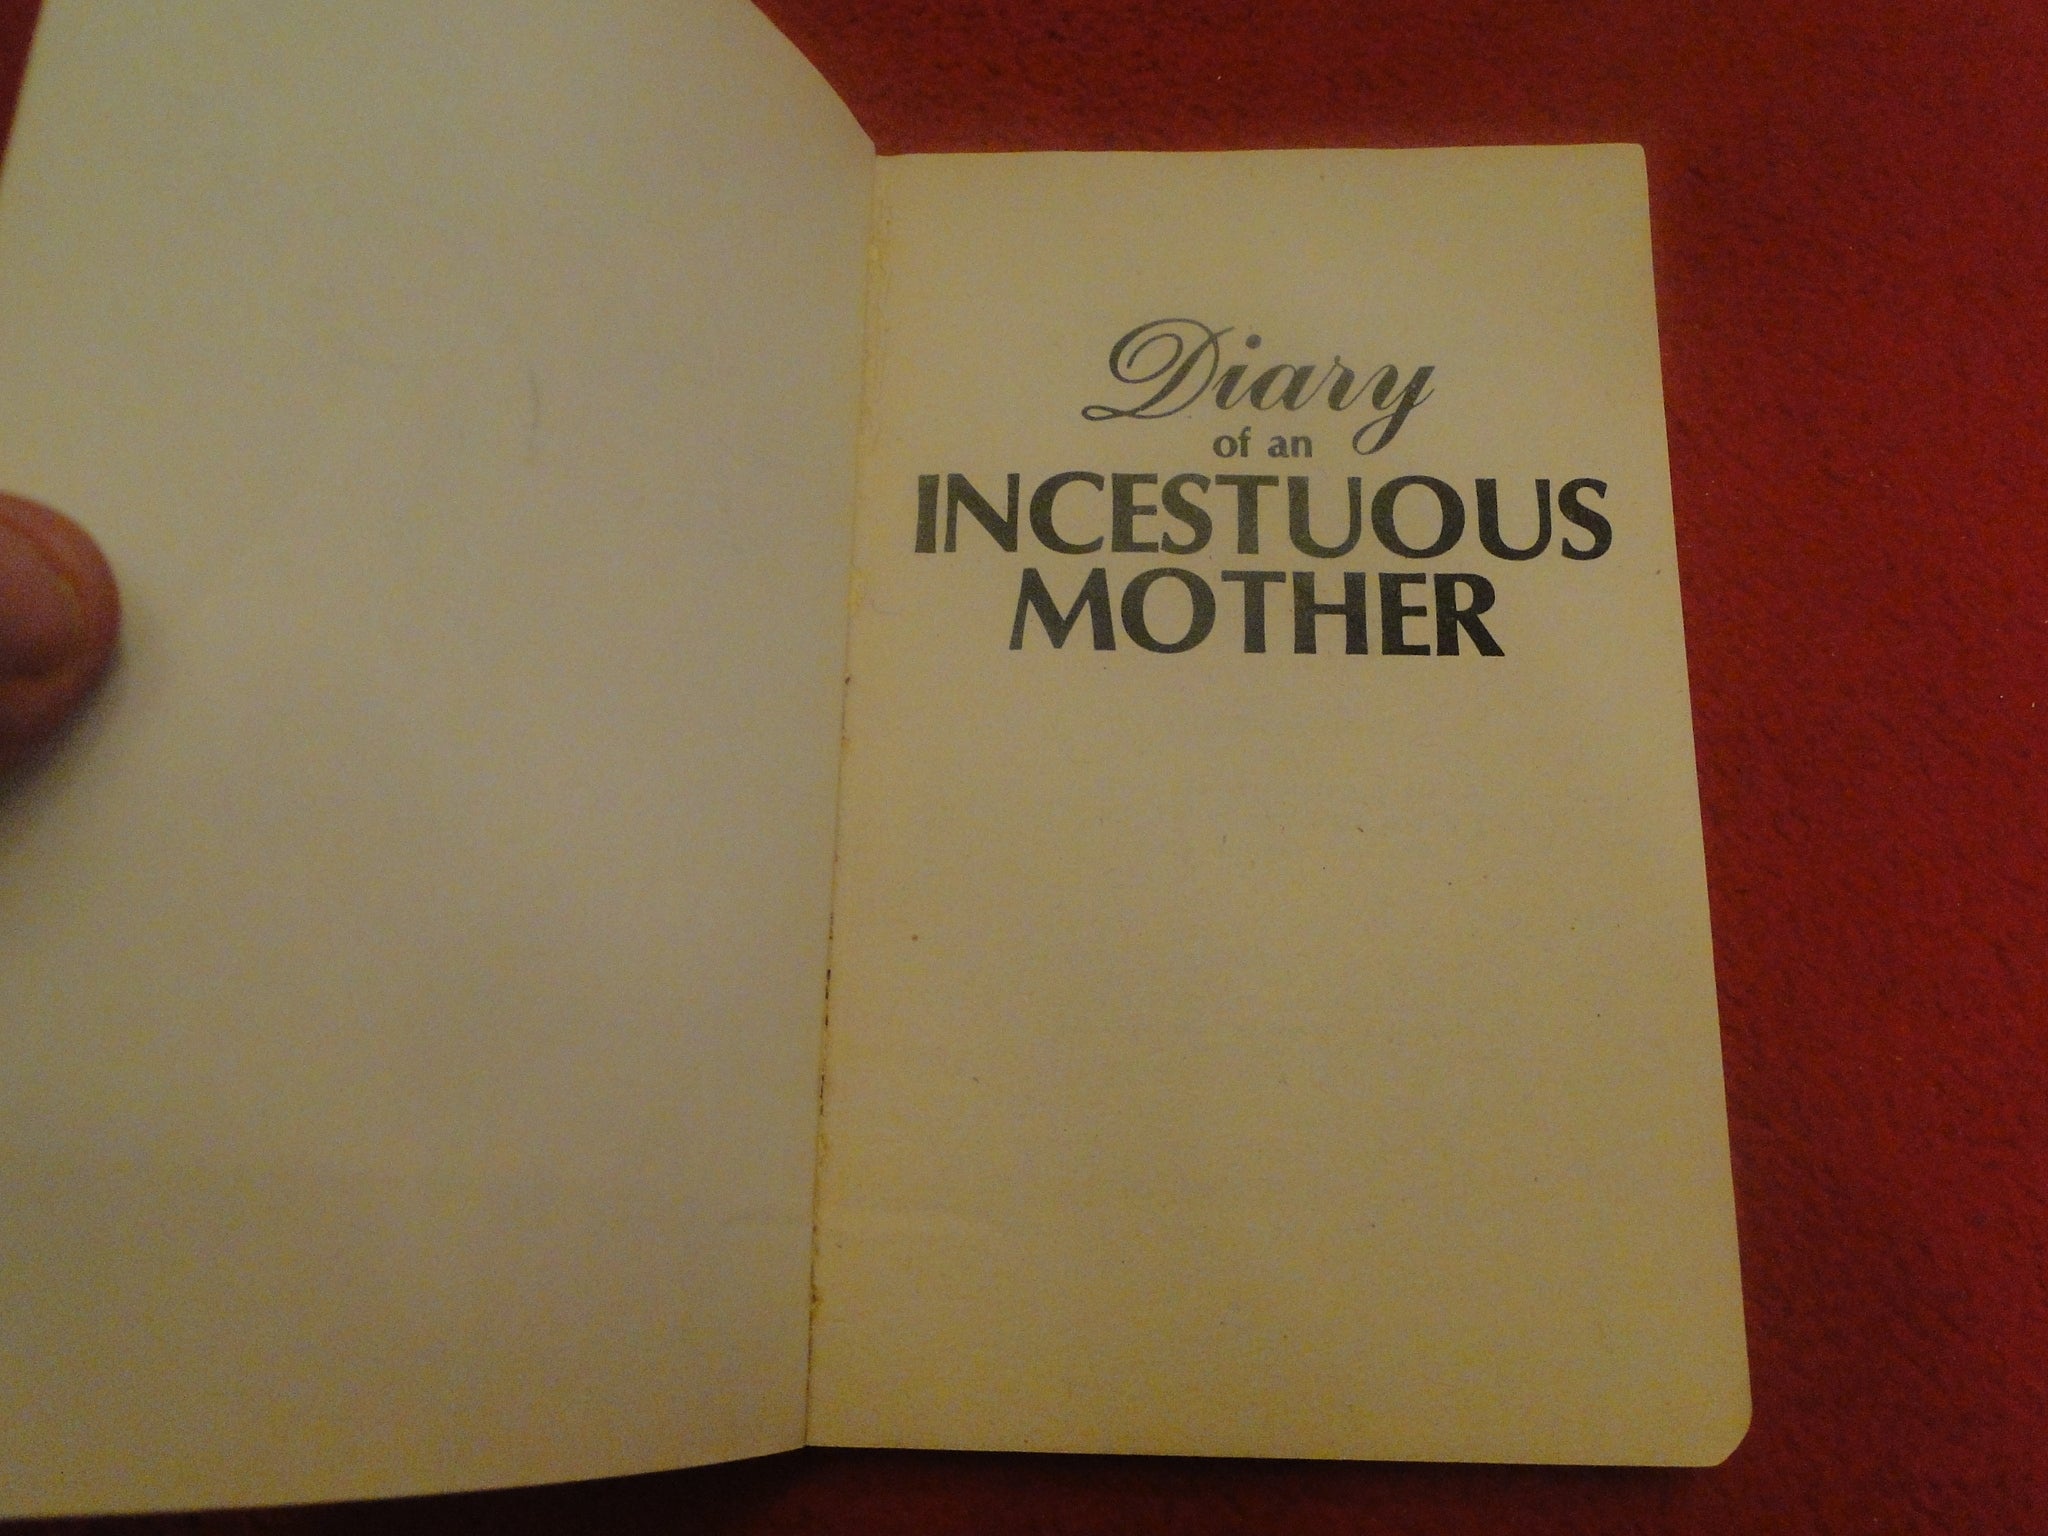 Diary
of an
INCESTUOUS
MOTHER